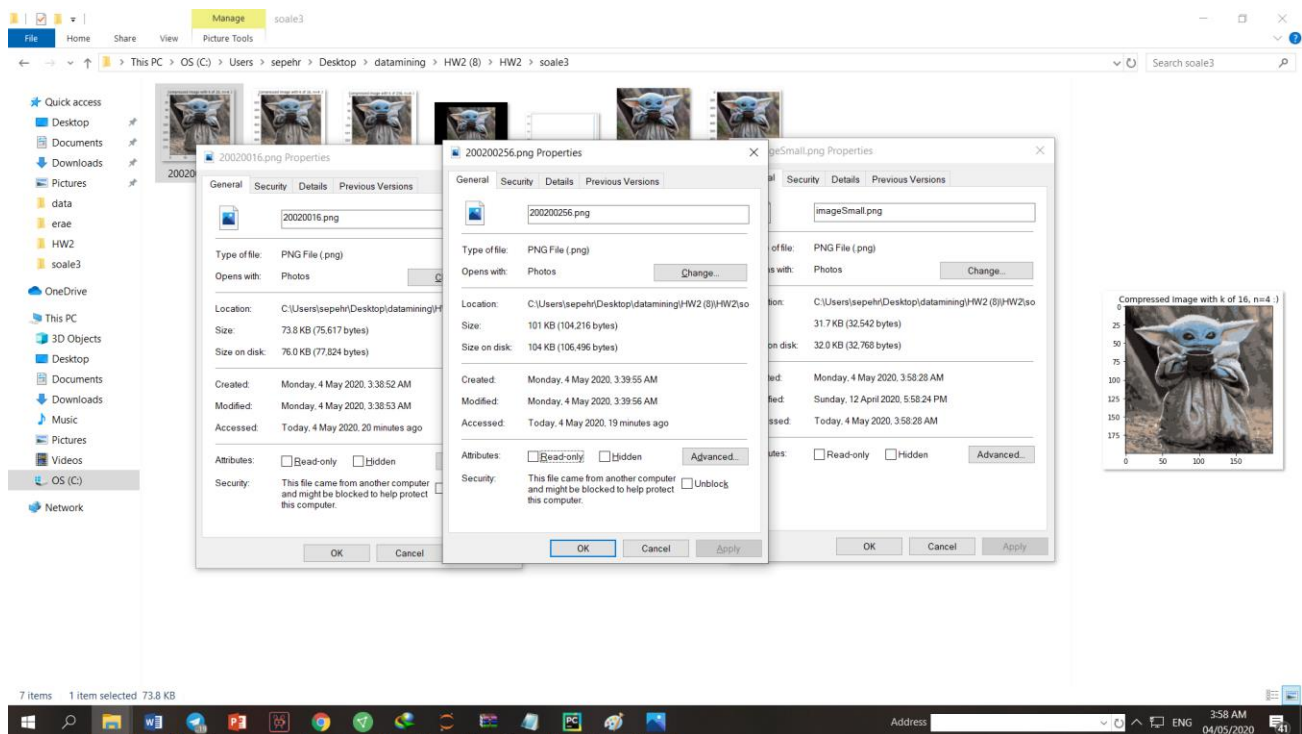 Manage soale3
File Home Share View Picture Tools
This PC > OS (C:) > Users > sepehr > Desktop > datamining > HW2 (8) > HW2 > soale3
Search soale3
Quick access
Desktop
Documents
Downloads
Pictures
data
erae
HW2
soale3
OneDrive
This PC
3D Objects
Desktop
Documents
Downloads
Music
Pictures
Videos
OS (C:)
Network
20020
20020016.png Properties
General Security Details Previous Versions
20020016.png
Type of file: PNG File (.png)
Opens with: Photos
Location: C:\Users\sepehr\Desktop\datamining\H
Size: 73.8 KB (75,617 bytes)
Size on disk: 76.0 KB (77,824 bytes)
Created: Monday, 4 May 2020, 3:38:52 AM
Modified: Monday, 4 May 2020, 3:38:53 AM
Accessed: Today, 4 May 2020, 20 minutes ago
Attributes: Read-only Hidden
Security: This file came from another computer
and might be blocked to help protect
this computer.
OK Cancel
200200256.png Properties
General Security Details Previous Versions
200200256.png
Type of file: PNG File (.png)
Opens with: Photos Change...
Location: C:\Users\sepehr\Desktop\datamining\HW2 (8)\HW2\so
Size: 101 KB (104,216 bytes)
Size on disk: 104 KB (106,496 bytes)
Created: Monday, 4 May 2020, 3:39:55 AM
Modified: Monday, 4 May 2020, 3:39:56 AM
Accessed: Today, 4 May 2020, 19 minutes ago
Attributes: Read-only Hidden Advanced...
Security: This file came from another computer
and might be blocked to help protect
this computer. Unblock
OK Cancel Apply
geSmall.png Properties
al Security Details Previous Versions
imageSmall.png
of file: PNG File (.png)
s with: Photos Change...
tion: C:\Users\sepehr\Desktop\datamining\HW2 (8)\HW2\so
31.7 KB (32,542 bytes)
on disk: 32.0 KB (32,768 bytes)
ted: Monday, 4 May 2020, 3:58:28 AM
fied: Sunday, 12 April 2020, 5:58:24 PM
ssed: Today, 4 May 2020, 3:58:28 AM
utes: Read-only Hidden Advanced...
OK Cancel Apply
Compressed Image with k of 16, n=4 :)
0
25
50
75
100
125
150
175
0 50 100 150
7 items 1 item selected 73.8 KB
Address ENG 3:58 AM
04/05/2020
41